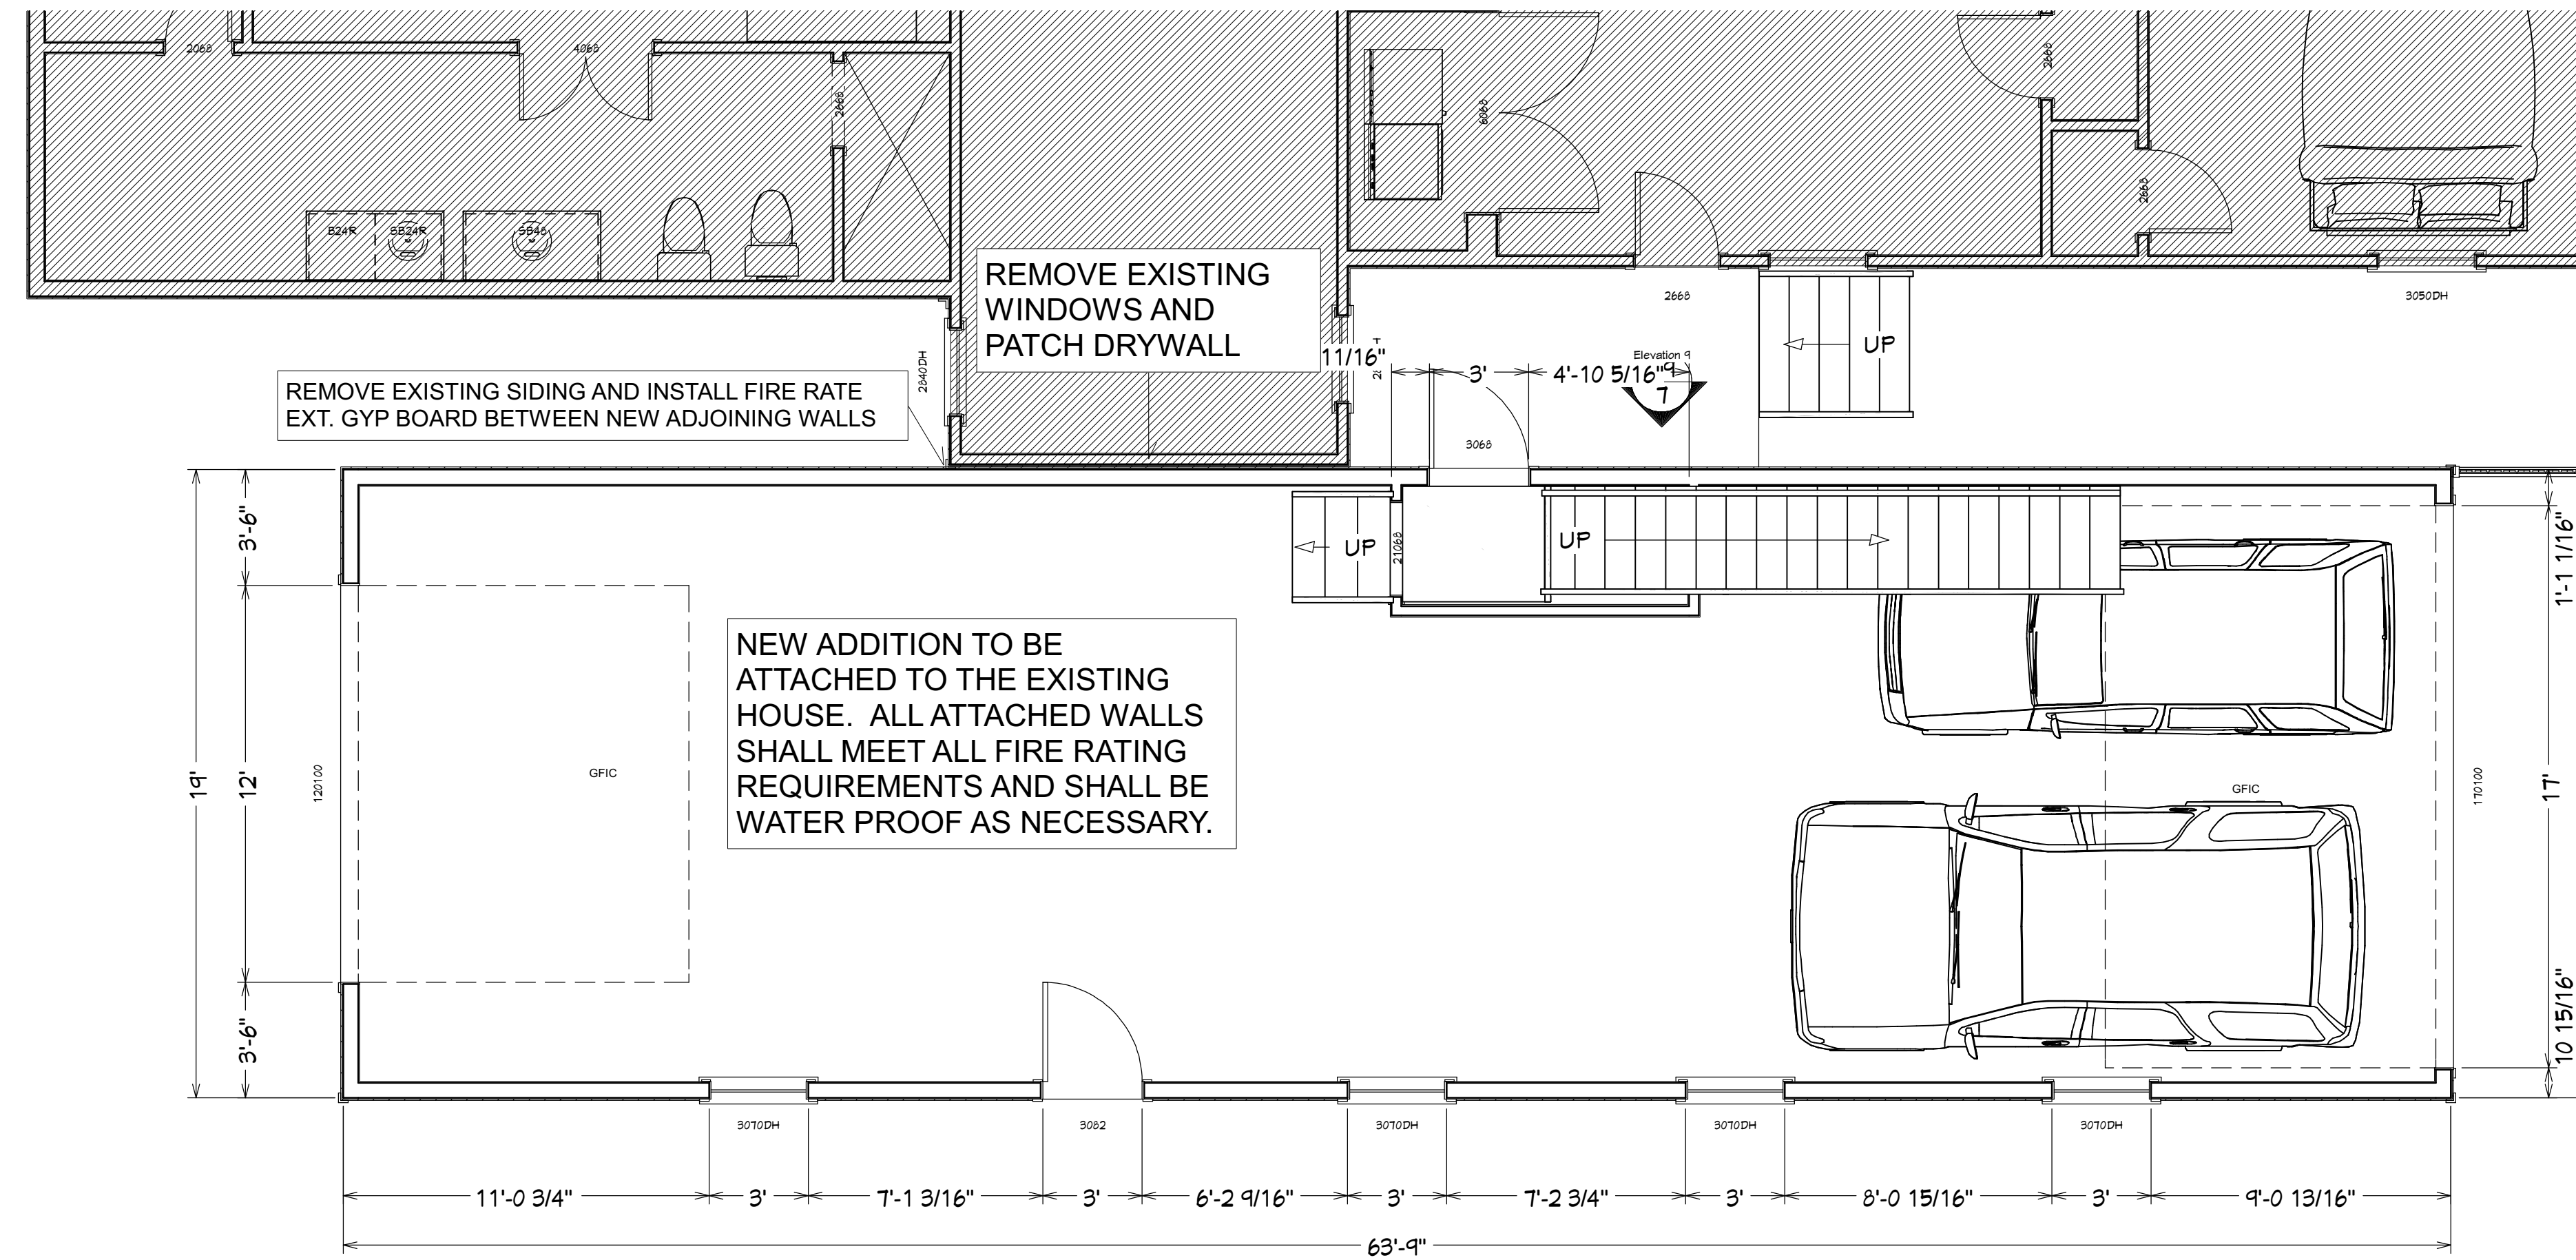 2068
4068
2668
6068
2668
2668
B24R
SB24R
SB48
REMOVE EXISTING
WINDOWS AND
PATCH DRYWALL
2668
3050DH
UP
2840DH
11/16"
3'
4'-10 5/16"
Elevation 9
9
7
REMOVE EXISTING SIDING AND INSTALL FIRE RATE
EXT. GYP BOARD BETWEEN NEW ADJOINING WALLS
3068
3'-6"
12'
3'-6"
19'
120100
UP
21068
UP
1'-1 1/16"
17'
10 15/16"
170100
GFIC
GFIC
NEW ADDITION TO BE
ATTACHED TO THE EXISTING
HOUSE. ALL ATTACHED WALLS
SHALL MEET ALL FIRE RATING
REQUIREMENTS AND SHALL BE
WATER PROOF AS NECESSARY.
3070DH
3082
3070DH
3070DH
3070DH
11'-0 3/4"
3'
7'-1 3/16"
3'
6'-2 9/16"
3'
7'-2 3/4"
3'
8'-0 15/16"
3'
9'-0 13/16"
63'-9"